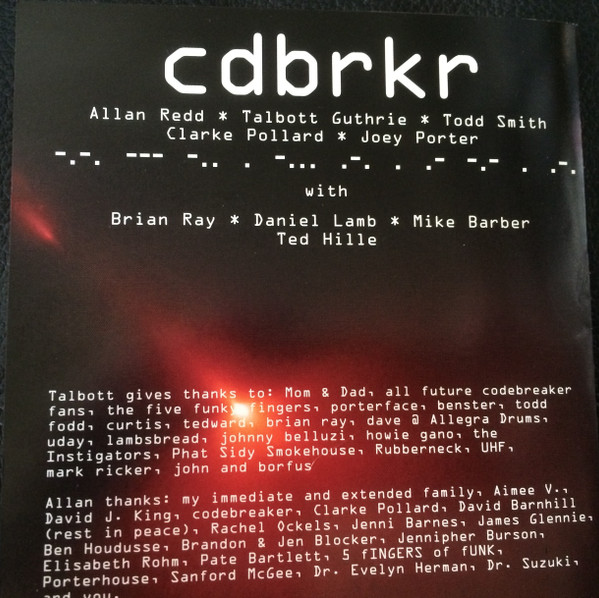 cdbrkr
Allan Redd * Talbott Guthrie * Todd Smith
Clarke Pollard * Joey Porter
-.-. --- -.. . -... .-. . .- -.- . .-.
with
Brian Ray * Daniel Lamb * Mike Barber
Ted Hille
Talbott gives thanks to: Mom & Dad, all future codebreaker
fans, the five funky fingers, porterface, benster, todd
fodd, curtis, tedward, brian ray, dave @ Allegra Drums,
uday, lambsbread, johnny belluzi, howie gano, the
Instigators, Phat Sidy Smokehouse, Rubberneck, UHF,
mark ricker, john and borfus
Allan thanks: my immediate and extended family, Aimee V.,
David J. King, codebreaker, Clarke Pollard, David Barnhill
(rest in peace), Rachel Ockels, Jenni Barnes, James Glennie,
Ben Houdusse, Brandon & Jen Blocker, Jennipher Burson,
Elisabeth Rohm, Pate Bartlett, 5 fINGERS of fUNK,
Porterhouse, Sanford McGee, Dr. Evelyn Herman, Dr. Suzuki,
and you.